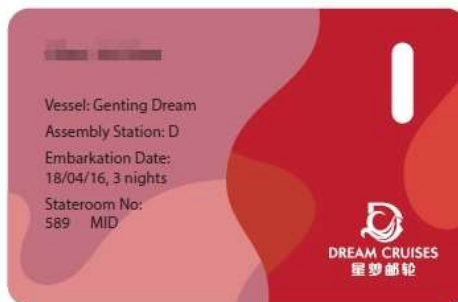 Vessel: Genting Dream
Assembly Station: D
Embarkation Date:
18/04/16, 3 nights
Stateroom No:
589 MID
DREAM CRUISES
星梦邮轮